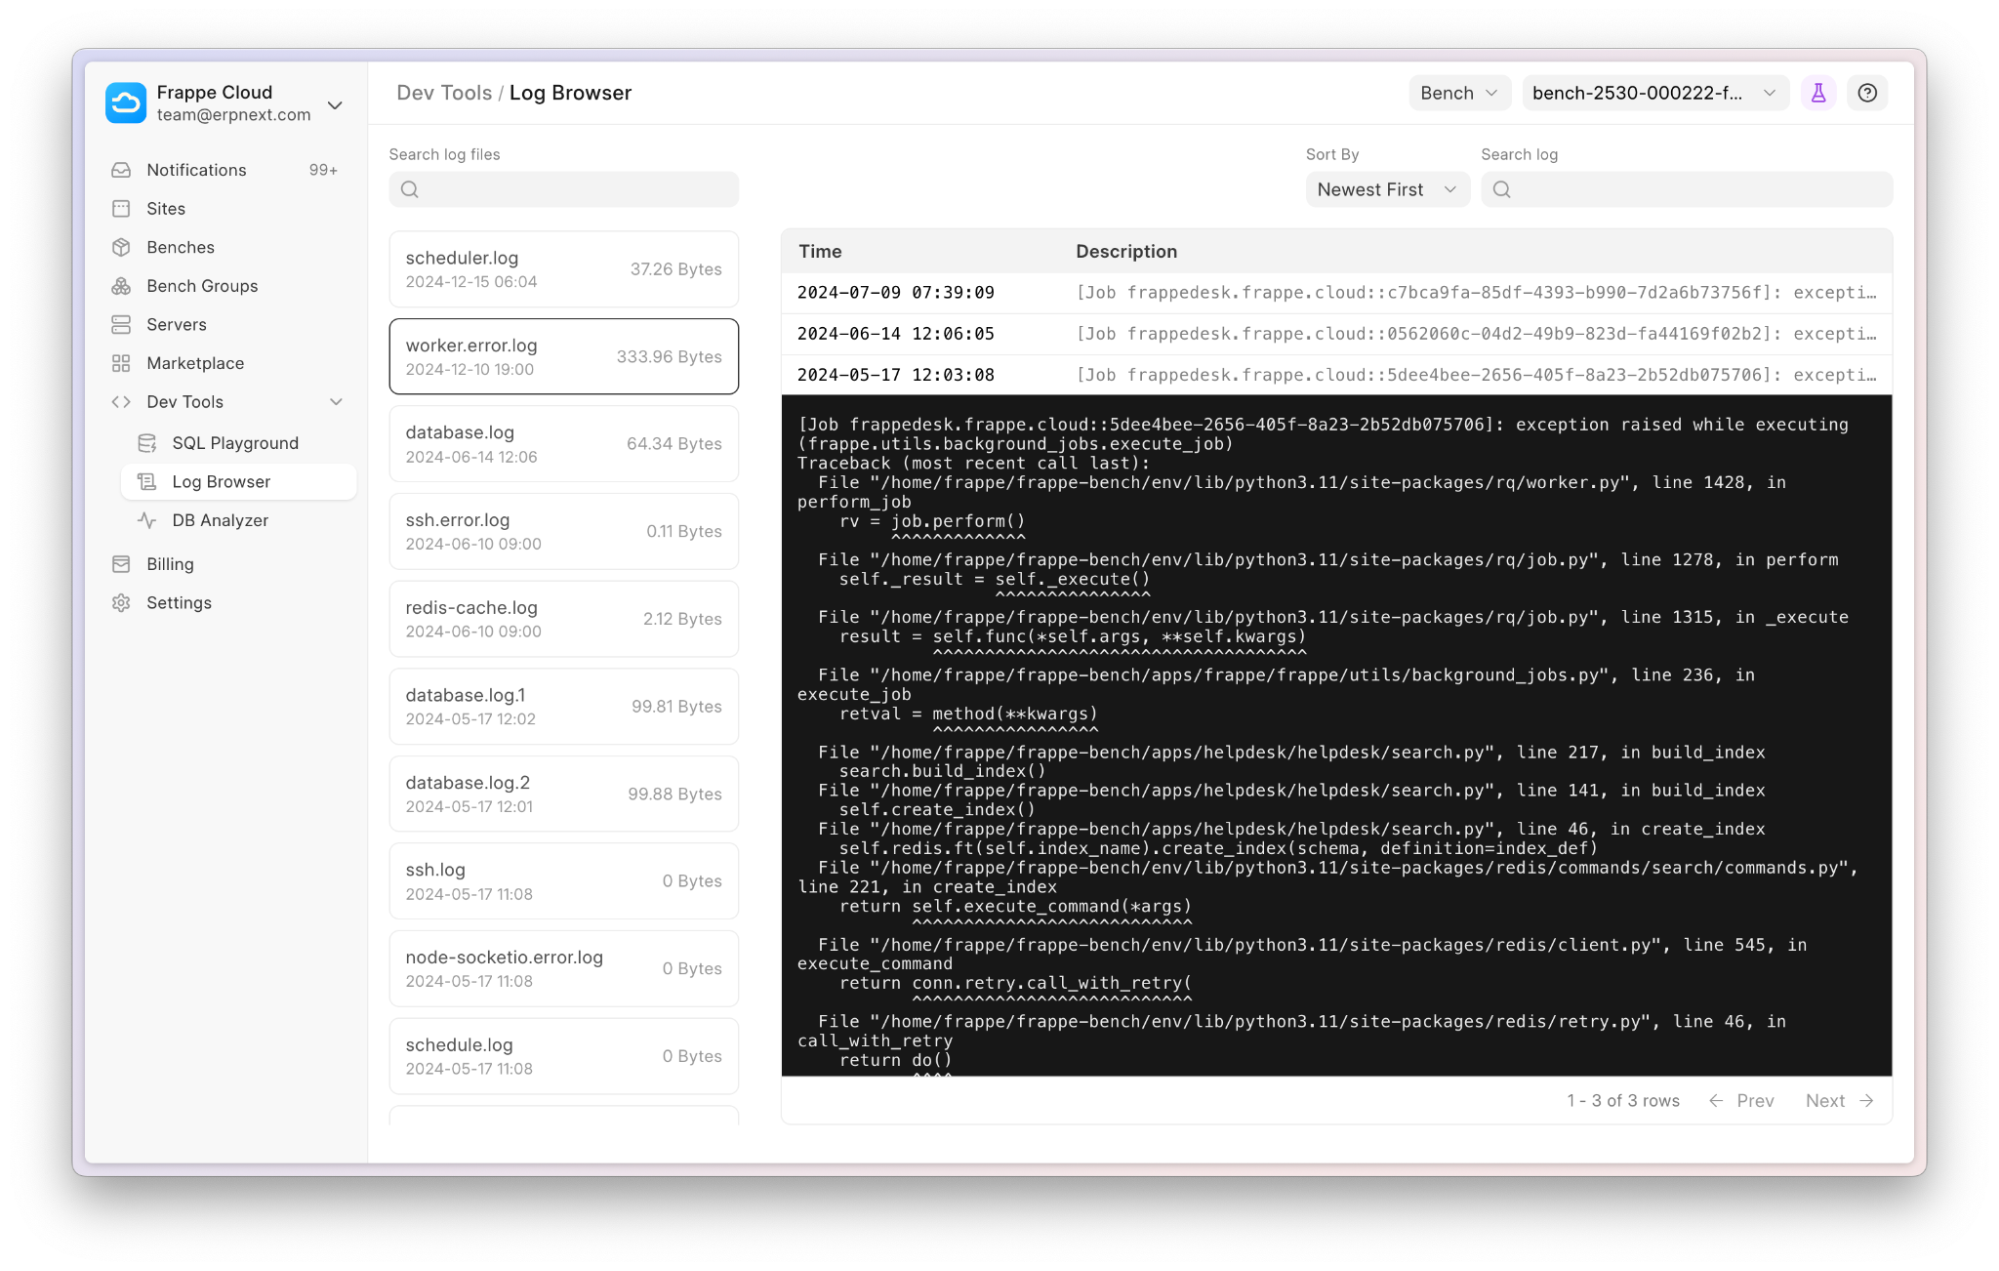 Frappe Cloud
team@erpnext.com
Notifications 99+
Sites
Benches
Bench Groups
Servers
Marketplace
Dev Tools
SQL Playground
Log Browser
DB Analyzer
Billing
Settings
Dev Tools / Log Browser
Bench
bench-2530-000222-f...
Search log files
Sort By
Newest First
Search log
scheduler.log
2024-12-15 06:04
37.26 Bytes
worker.error.log
2024-12-10 19:00
333.96 Bytes
database.log
2024-06-14 12:06
64.34 Bytes
ssh.error.log
2024-06-10 09:00
0.11 Bytes
redis-cache.log
2024-06-10 09:00
2.12 Bytes
database.log.1
2024-05-17 12:02
99.81 Bytes
database.log.2
2024-05-17 12:01
99.88 Bytes
ssh.log
2024-05-17 11:08
0 Bytes
node-socketio.error.log
2024-05-17 11:08
0 Bytes
schedule.log
2024-05-17 11:08
0 Bytes
Time Description
2024-07-09 07:39:09 [Job frappedesk.frappe.cloud::c7bca9fa-85df-4393-b990-7d2a6b73756f]: excepti…
2024-06-14 12:06:05 [Job frappedesk.frappe.cloud::0562060c-04d2-49b9-823d-fa44169f02b2]: excepti…
2024-05-17 12:03:08 [Job frappedesk.frappe.cloud::5dee4bee-2656-405f-8a23-2b52db075706]: excepti…
[Job frappedesk.frappe.cloud::5dee4bee-2656-405f-8a23-2b52db075706]: exception raised while executing
(frappe.utils.background_jobs.execute_job)
Traceback (most recent call last):
  File "/home/frappe/frappe-bench/env/lib/python3.11/site-packages/rq/worker.py", line 1428, in
perform_job
    rv = job.perform()
         ^^^^^^^^^^^^^
  File "/home/frappe/frappe-bench/env/lib/python3.11/site-packages/rq/job.py", line 1278, in perform
    self._result = self._execute()
                   ^^^^^^^^^^^^^^^
  File "/home/frappe/frappe-bench/env/lib/python3.11/site-packages/rq/job.py", line 1315, in _execute
    result = self.func(*self.args, **self.kwargs)
             ^^^^^^^^^^^^^^^^^^^^^^^^^^^^^^^^^^^^
  File "/home/frappe/frappe-bench/apps/frappe/frappe/utils/background_jobs.py", line 236, in
execute_job
    retval = method(**kwargs)
             ^^^^^^^^^^^^^^^^
  File "/home/frappe/frappe-bench/apps/helpdesk/helpdesk/search.py", line 217, in build_index
    search.build_index()
  File "/home/frappe/frappe-bench/apps/helpdesk/helpdesk/search.py", line 141, in build_index
    self.create_index()
  File "/home/frappe/frappe-bench/apps/helpdesk/helpdesk/search.py", line 46, in create_index
    self.redis.ft(self.index_name).create_index(schema, definition=index_def)
  File "/home/frappe/frappe-bench/env/lib/python3.11/site-packages/redis/commands/search/commands.py",
line 221, in create_index
    return self.execute_command(*args)
           ^^^^^^^^^^^^^^^^^^^^^^^^^^^
  File "/home/frappe/frappe-bench/env/lib/python3.11/site-packages/redis/client.py", line 545, in
execute_command
    return conn.retry.call_with_retry(
           ^^^^^^^^^^^^^^^^^^^^^^^^^^^
  File "/home/frappe/frappe-bench/env/lib/python3.11/site-packages/redis/retry.py", line 46, in
call_with_retry
    return do()
           ^^^^
1 - 3 of 3 rows
← Prev
Next →